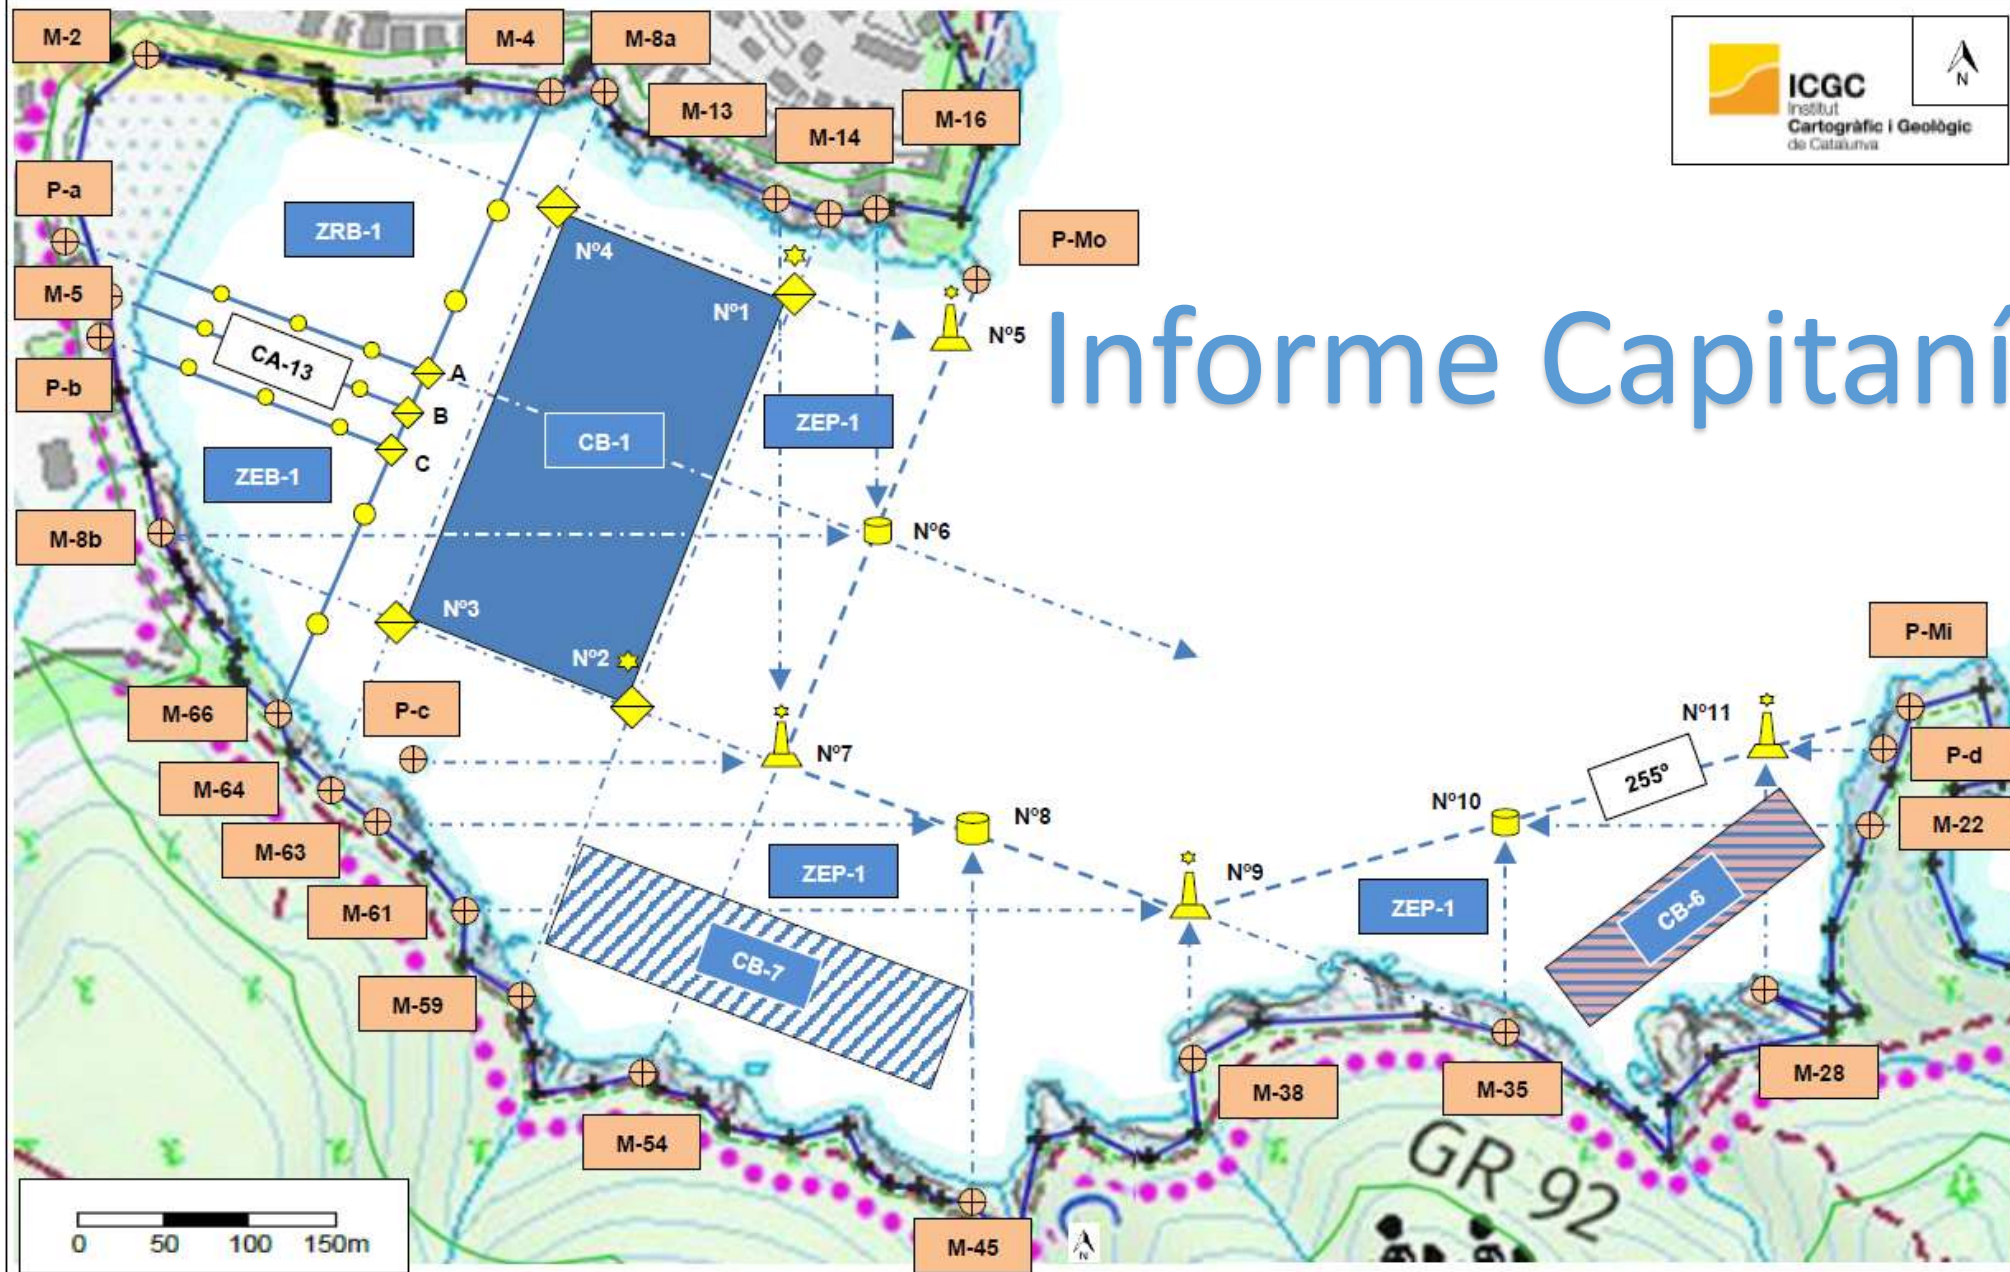 M-2
M-4
M-8a
M-13
M-14
M-16
ICGC
Institut
Cartogràfic i Geològic
de Catalunya
N
P-a
ZRB-1
P-Mo
Nº4
M-5
Nº1
Nº5
Informe Capitaní
CA-13
P-b
A
B
C
CB-1
ZEP-1
ZEB-1
M-8b
Nº6
Nº3
Nº2
P-Mi
M-66
P-c
Nº11
Nº7
P-d
255º
M-64
Nº10
Nº8
M-22
M-63
ZEP-1
Nº9
M-61
ZEP-1
CB-6
CB-7
M-59
M-28
M-38
M-35
M-54
GR 92
M-45
N
0 50 100 150m